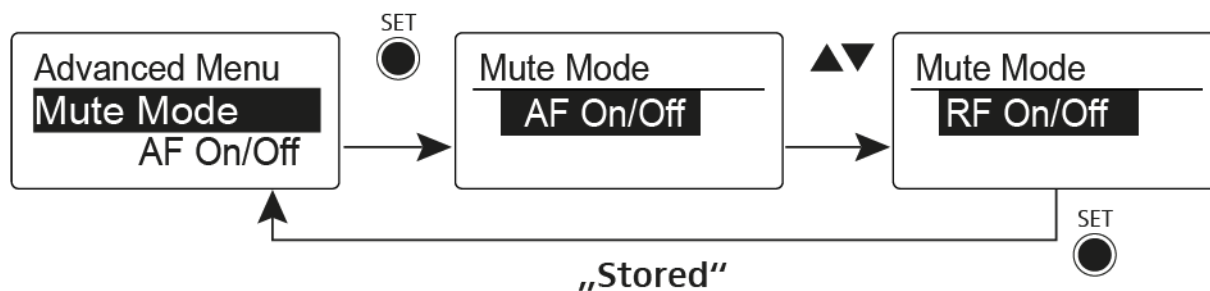 SET
Advanced Menu
Mute Mode
AF On/Off
Mute Mode
AF On/Off
▲▼
Mute Mode
RF On/Off
SET
„Stored“